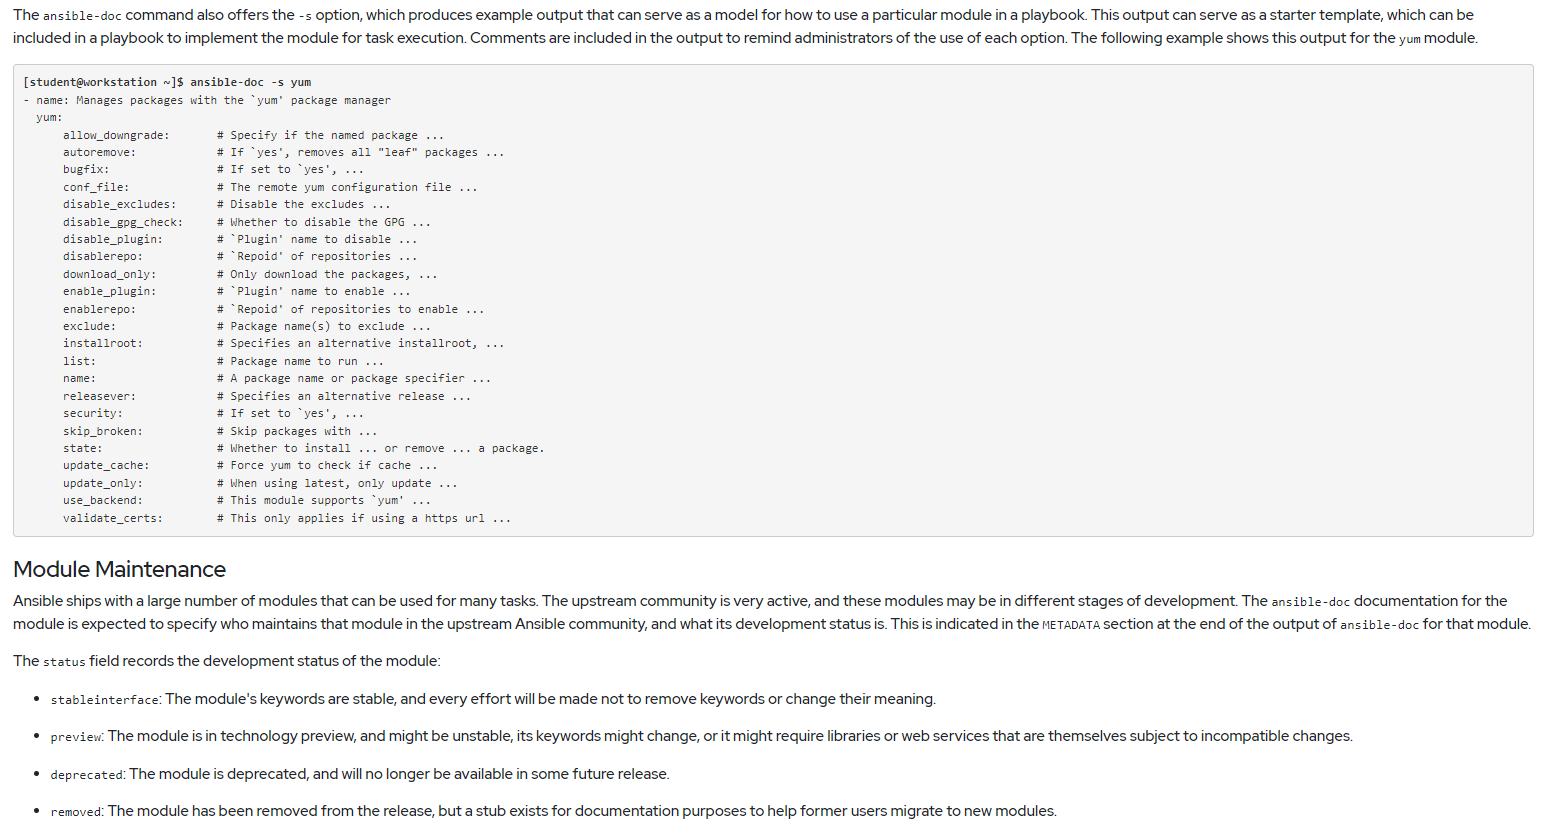 The ansible-doc command also offers the -s option, which produces example output that can serve as a model for how to use a particular module in a playbook. This output can serve as a starter template, which can be
included in a playbook to implement the module for task execution. Comments are included in the output to remind administrators of the use of each option. The following example shows this output for the yum module.
[student@workstation ~]$ ansible-doc -s yum
- name: Manages packages with the `yum' package manager
  yum:
      allow_downgrade:       # Specify if the named package ...
      autoremove:            # If `yes', removes all "leaf" packages ...
      bugfix:                # If set to `yes', ...
      conf_file:             # The remote yum configuration file ...
      disable_excludes:      # Disable the excludes ...
      disable_gpg_check:     # Whether to disable the GPG ...
      disable_plugin:        # `Plugin' name to disable ...
      disablerepo:           # `Repoid' of repositories ...
      download_only:         # Only download the packages, ...
      enable_plugin:         # `Plugin' name to enable ...
      enablerepo:            # `Repoid' of repositories to enable ...
      exclude:               # Package name(s) to exclude ...
      installroot:           # Specifies an alternative installroot, ...
      list:                  # Package name to run ...
      name:                  # A package name or package specifier ...
      releasever:            # Specifies an alternative release ...
      security:              # If set to `yes', ...
      skip_broken:           # Skip packages with ...
      state:                 # Whether to install ... or remove ... a package.
      update_cache:          # Force yum to check if cache ...
      update_only:           # When using latest, only update ...
      use_backend:           # This module supports `yum' ...
      validate_certs:        # This only applies if using a https url ...
Module Maintenance
Ansible ships with a large number of modules that can be used for many tasks. The upstream community is very active, and these modules may be in different stages of development. The ansible-doc documentation for the
module is expected to specify who maintains that module in the upstream Ansible community, and what its development status is. This is indicated in the METADATA section at the end of the output of ansible-doc for that module.
The status field records the development status of the module:
• stableinterface: The module's keywords are stable, and every effort will be made not to remove keywords or change their meaning.
• preview: The module is in technology preview, and might be unstable, its keywords might change, or it might require libraries or web services that are themselves subject to incompatible changes.
• deprecated: The module is deprecated, and will no longer be available in some future release.
• removed: The module has been removed from the release, but a stub exists for documentation purposes to help former users migrate to new modules.